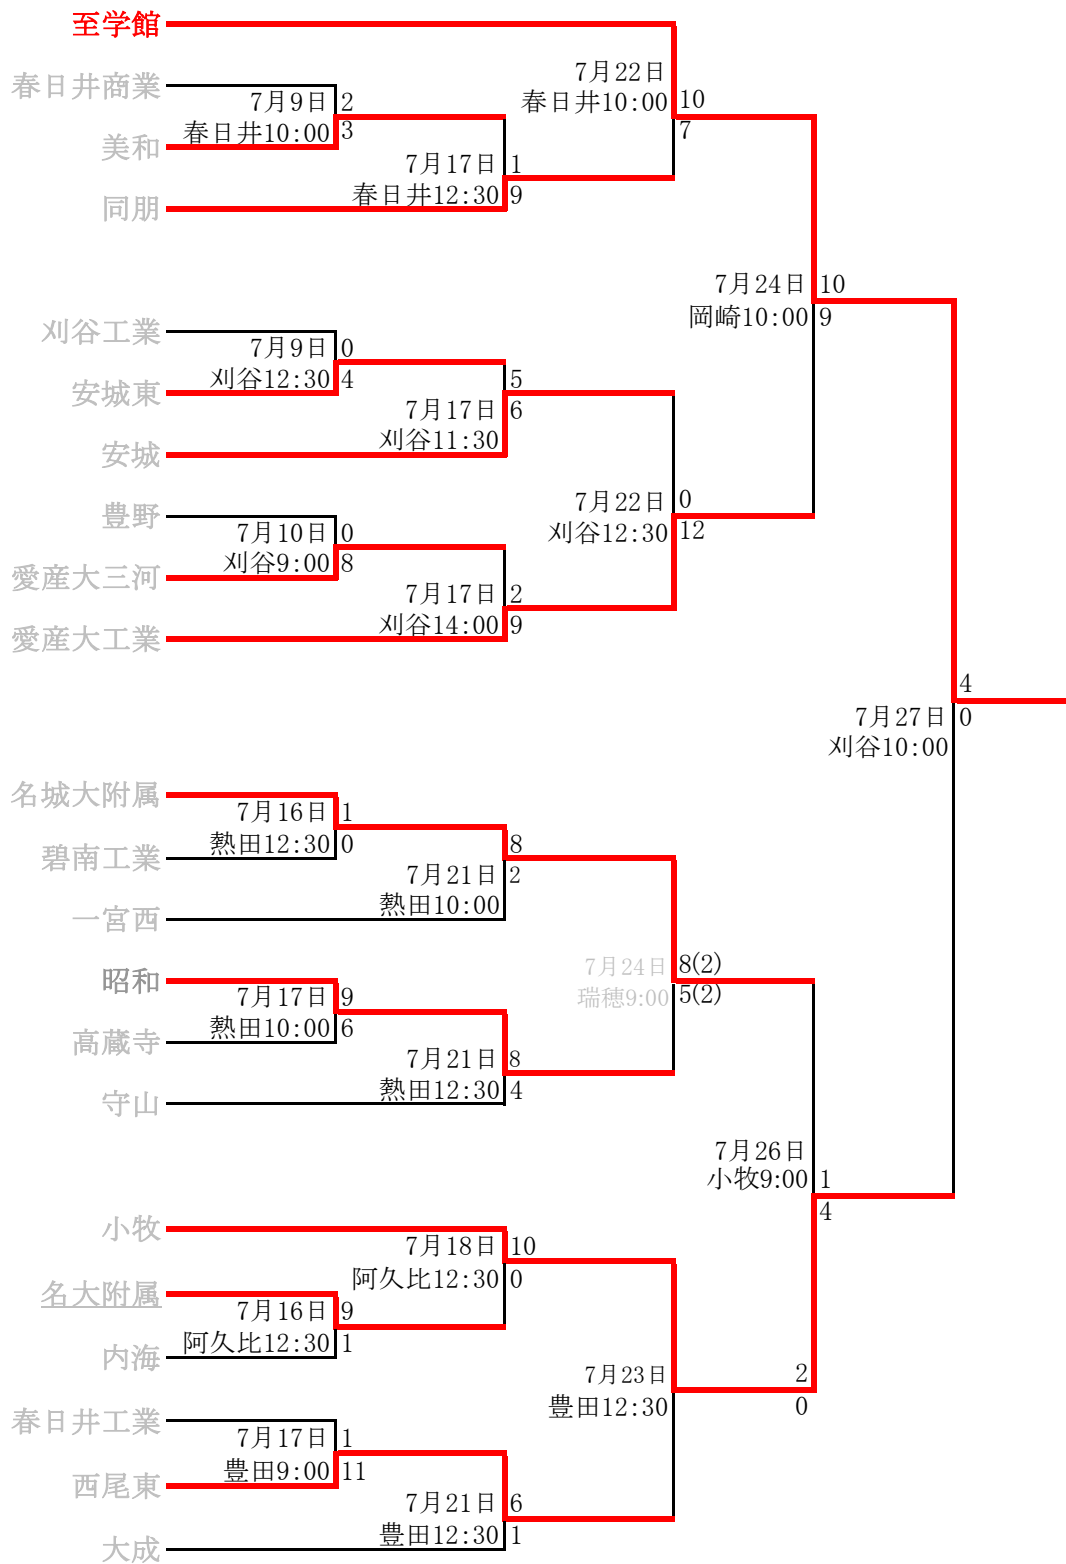 至学館
7月22日
春日井商業
7月9日 2
春日井10:00 10
春日井10:00 3
7
美和
7月17日 1
春日井12:30 9
同朋
7月24日 10
岡崎10:00 9
刈谷工業
7月9日 0
刈谷12:30 4
5
安城東
7月17日 6
刈谷11:30
安城
7月22日 0
豊野
刈谷12:30 12
7月10日 0
刈谷9:00 8
愛産大三河
7月17日 2
刈谷14:00 9
愛産大工業
4
7月27日 0
刈谷10:00
名城大附属
7月16日 1
熱田12:30 0
8
碧南工業
7月21日 2
熱田10:00
一宮西
7月24日 8(2)
瑞穂9:00 5(2)
昭和
7月17日 9
熱田10:00 6
高蔵寺
7月21日 8
熱田12:30 4
守山
7月26日
小牧9:00 1
4
小牧
7月18日 10
阿久比12:30 0
名大附属
7月16日 9
阿久比12:30 1
内海
7月23日 2
豊田12:30 0
春日井工業
7月17日 1
豊田9:00 11
西尾東
7月21日 6
豊田12:30 1
大成